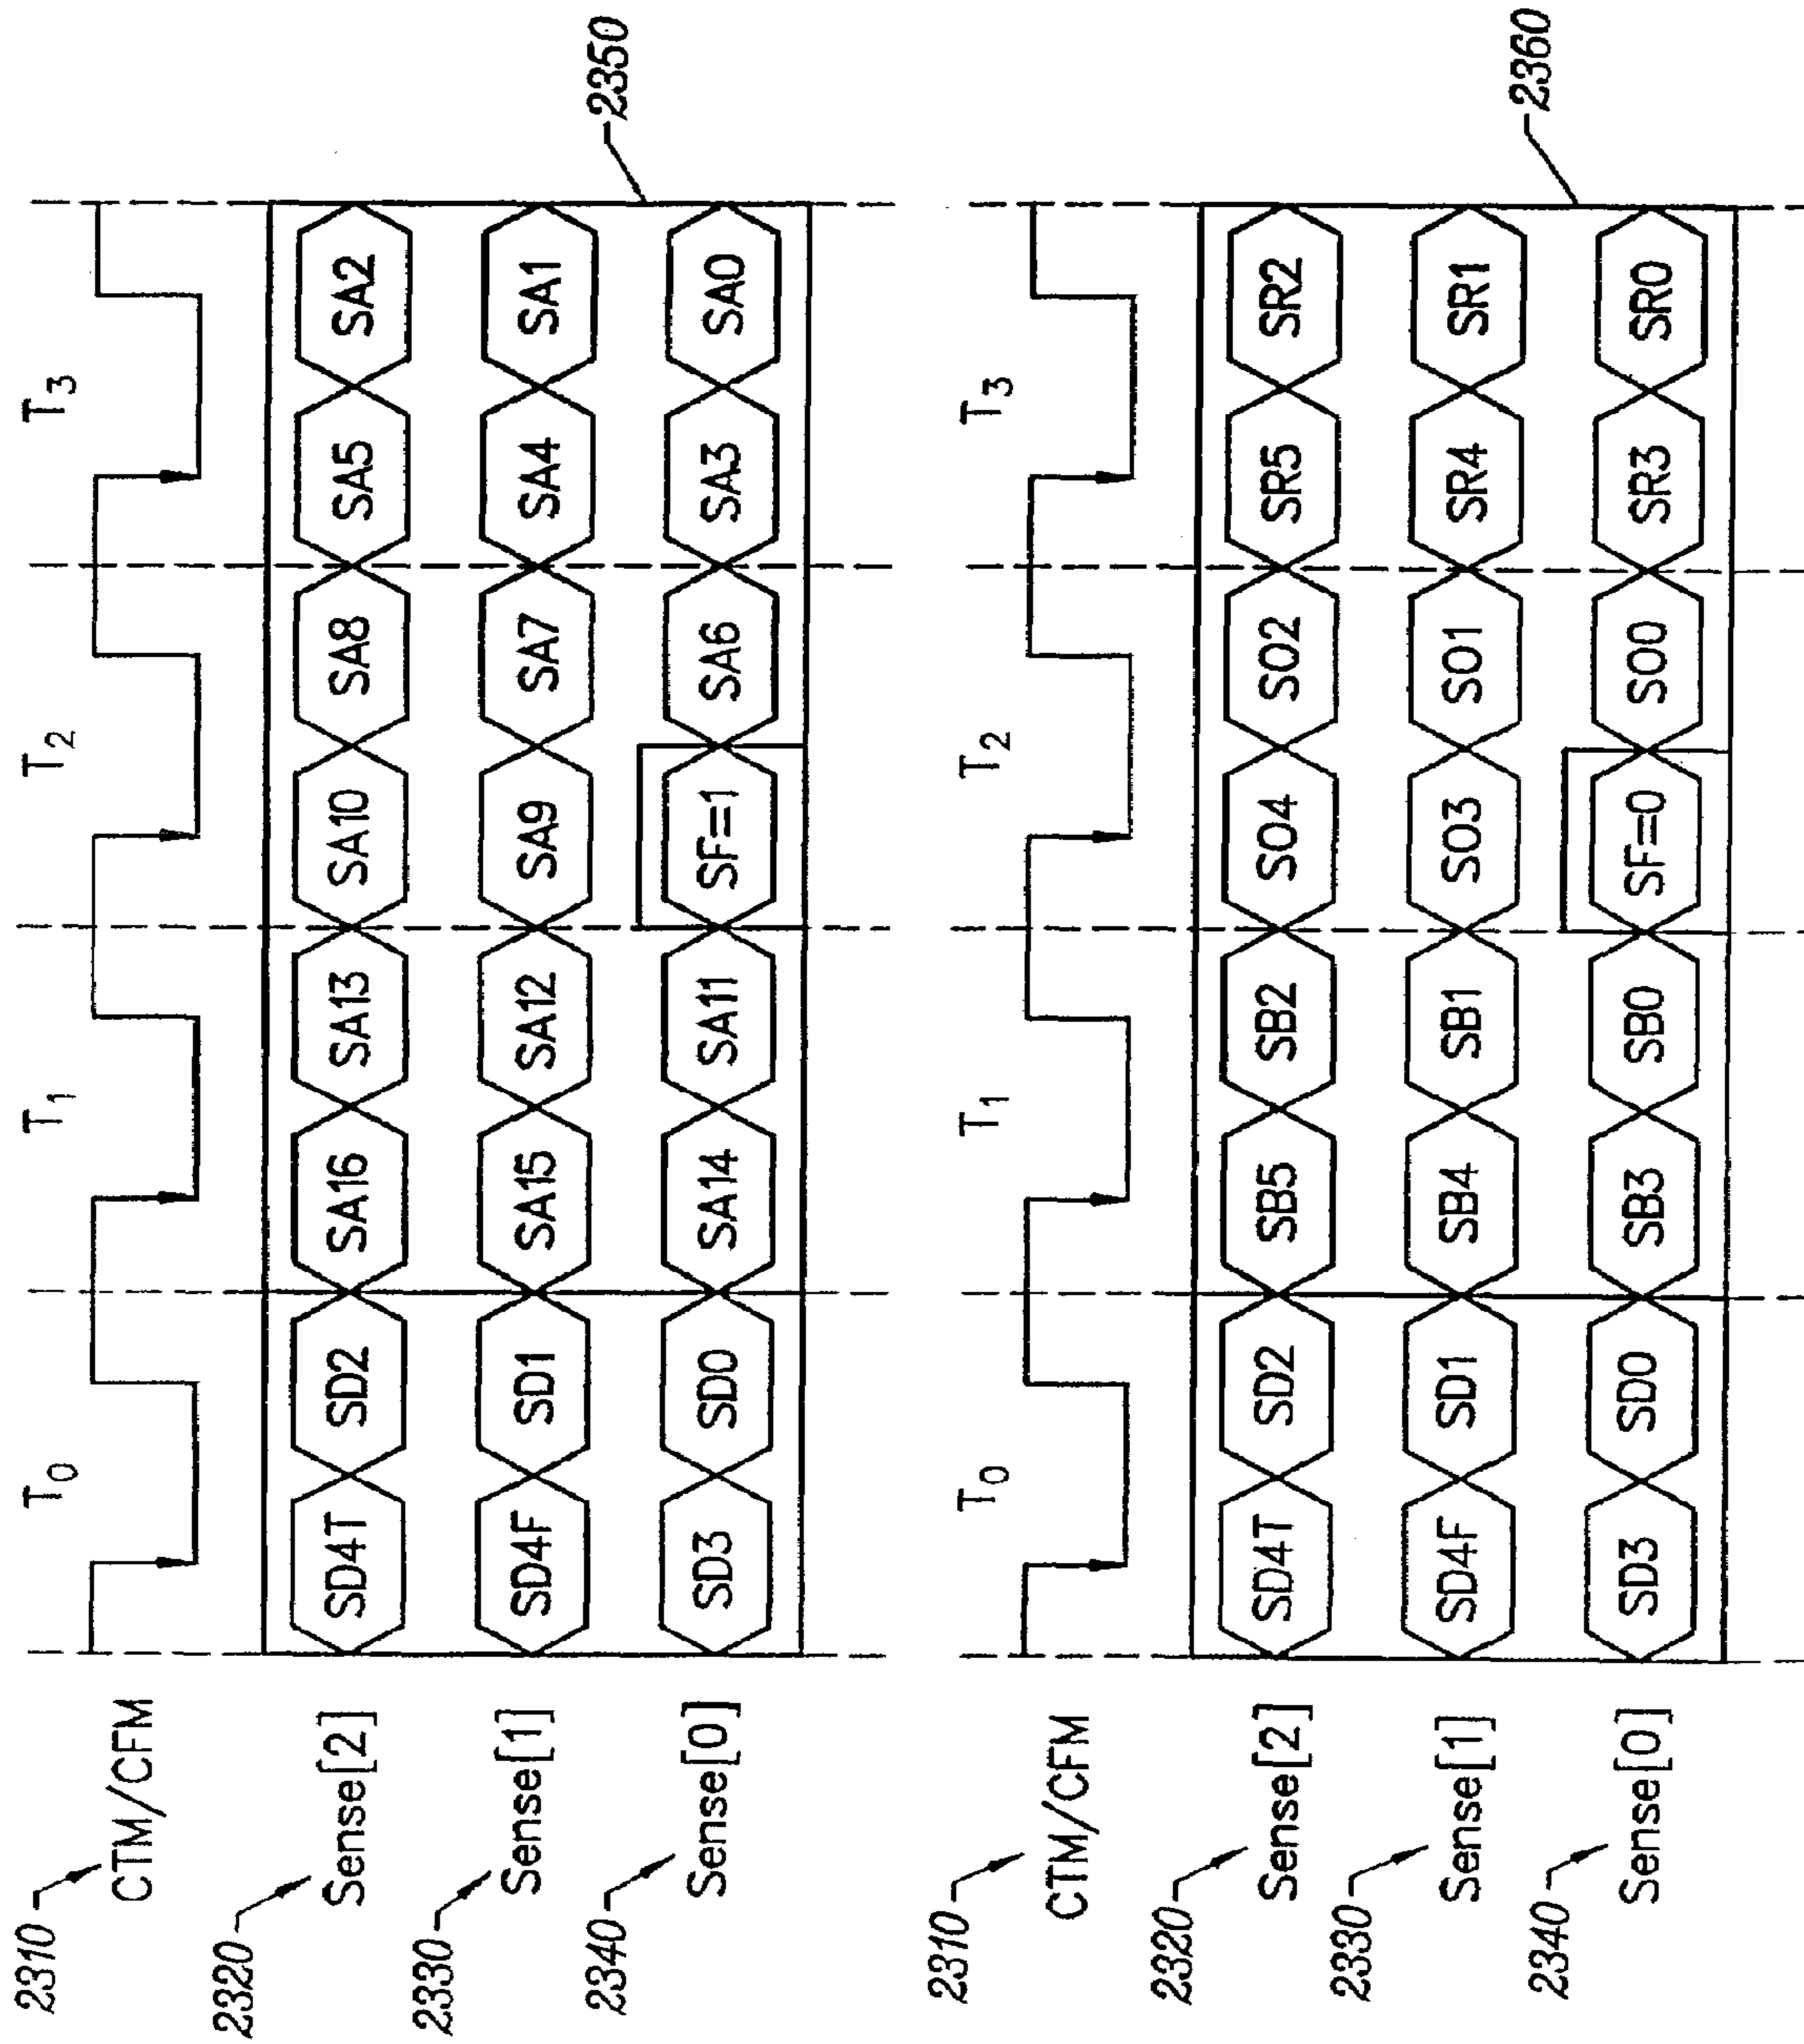 T0 T1 T2 T3
2310
CTM/CFM
2320
Sense[2] SD4T SD2 SA16 SA13 SA10 SA8 SA5 SA2
2330
Sense[1] SD4F SD1 SA15 SA12 SA9 SA7 SA4 SA1
2340
Sense[0] SD3 SD0 SA14 SA11 SF=1 SA6 SA3 SA0
2350
T0 T1 T2 T3
2310
CTM/CFM
2320
Sense[2] SD4T SD2 SB5 SB2 SO4 SO2 SR5 SR2
2330
Sense[1] SD4F SD1 SB4 SB1 SO3 SO1 SR4 SR1
2340
Sense[0] SD3 SD0 SB3 SB0 SF=0 SO0 SR3 SR0
2360